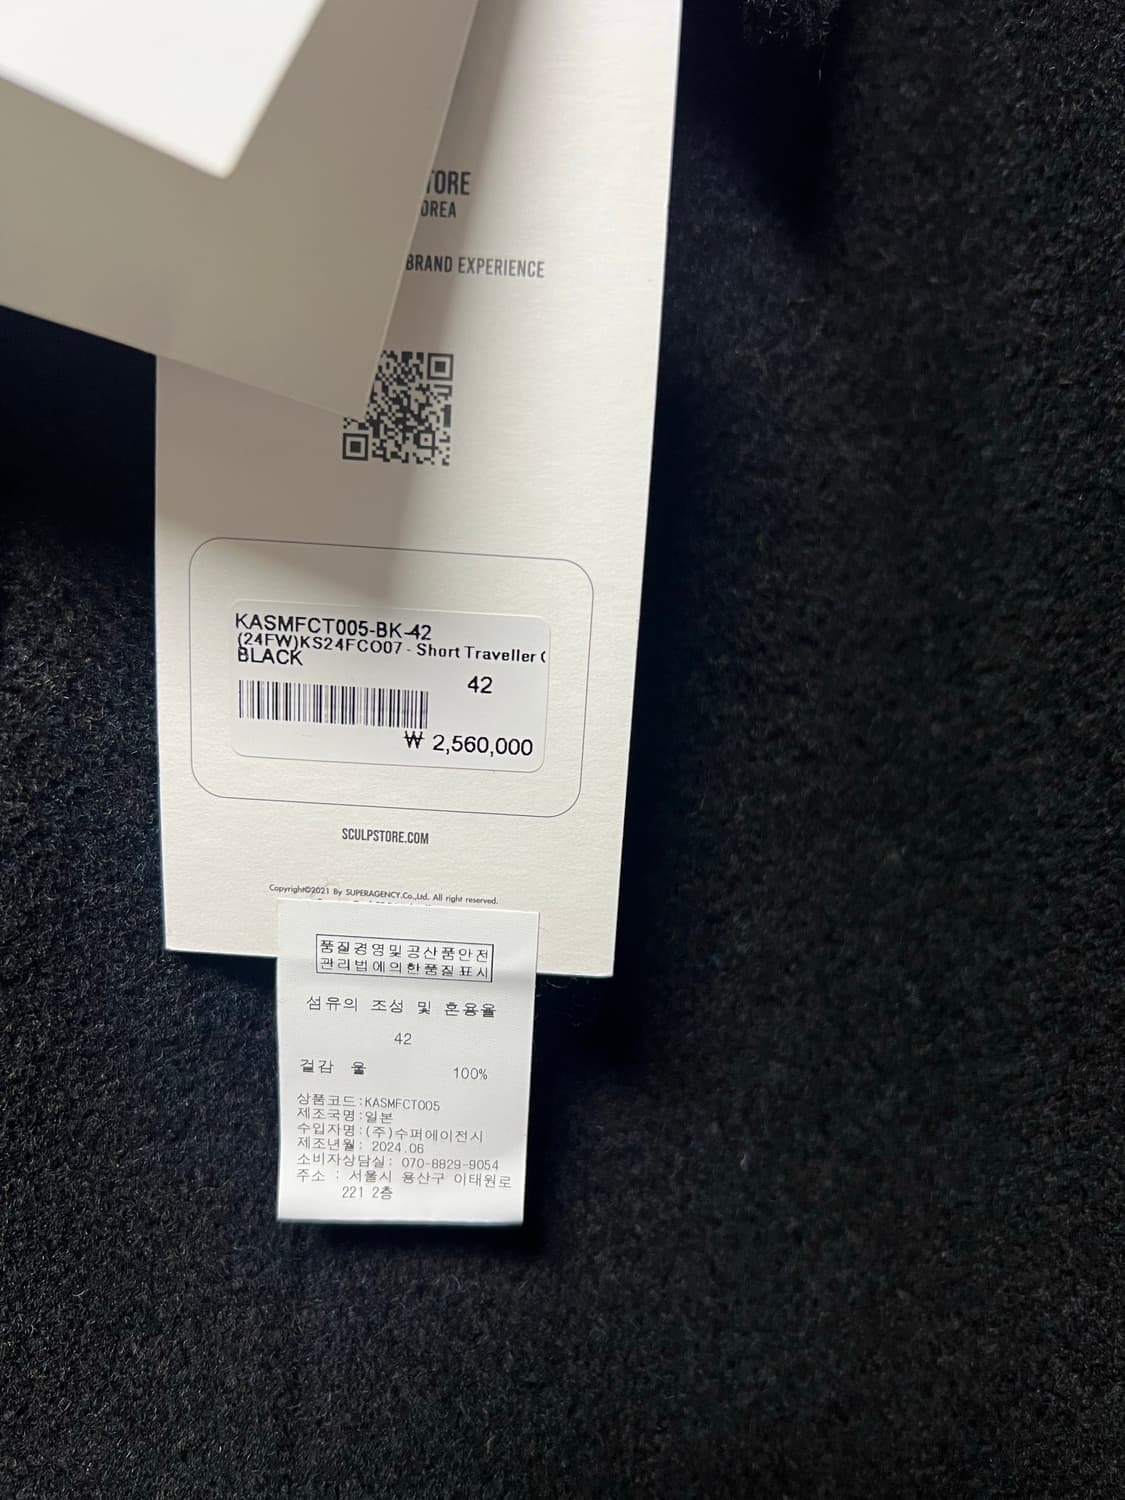 OREA
BRAND EXPERIENCE
KASMFCT005-BK-42
(24FW)KS24FCO07 - Short Traveller (
BLACK
42
₩ 2,560,000
SCULPSTORE.COM
Copyright©2021 By SUPERAGENCY.Co.,Ltd. All right reserved.
품질경영및공산품안전
관리법에의한품질표시
섬유의 조성 및 혼용율
42
겉감 울 100%
상품코드:KASMFCT005
제조국명:일본
수입자명:(주)수퍼에이전시
제조년월: 2024.06
소비자상담실: 070-8829-9054
주소 : 서울시 용산구 이태원로
221 2층